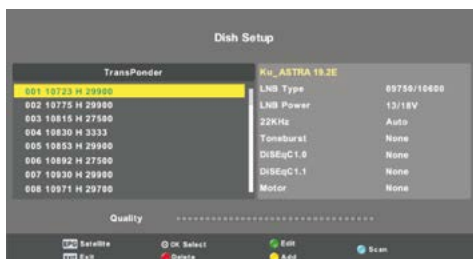 Dish Setup
TransPonder
001 10723 H 29900
002 10775 H 29900
003 10815 H 27500
004 10830 H 3333
005 10853 H 29900
006 10892 H 27500
007 10930 H 29900
008 10971 H 29700
Ku_ASTRA 19.2E
LNB Type 09750/10600
LNB Power 13/18V
22KHz Auto
Toneburst None
DiSEqC1.0 None
DiSEqC1.1 None
Motor None
Quality
EPG Satellite OK Select Edit Scan
EXIT Exit Delete Add